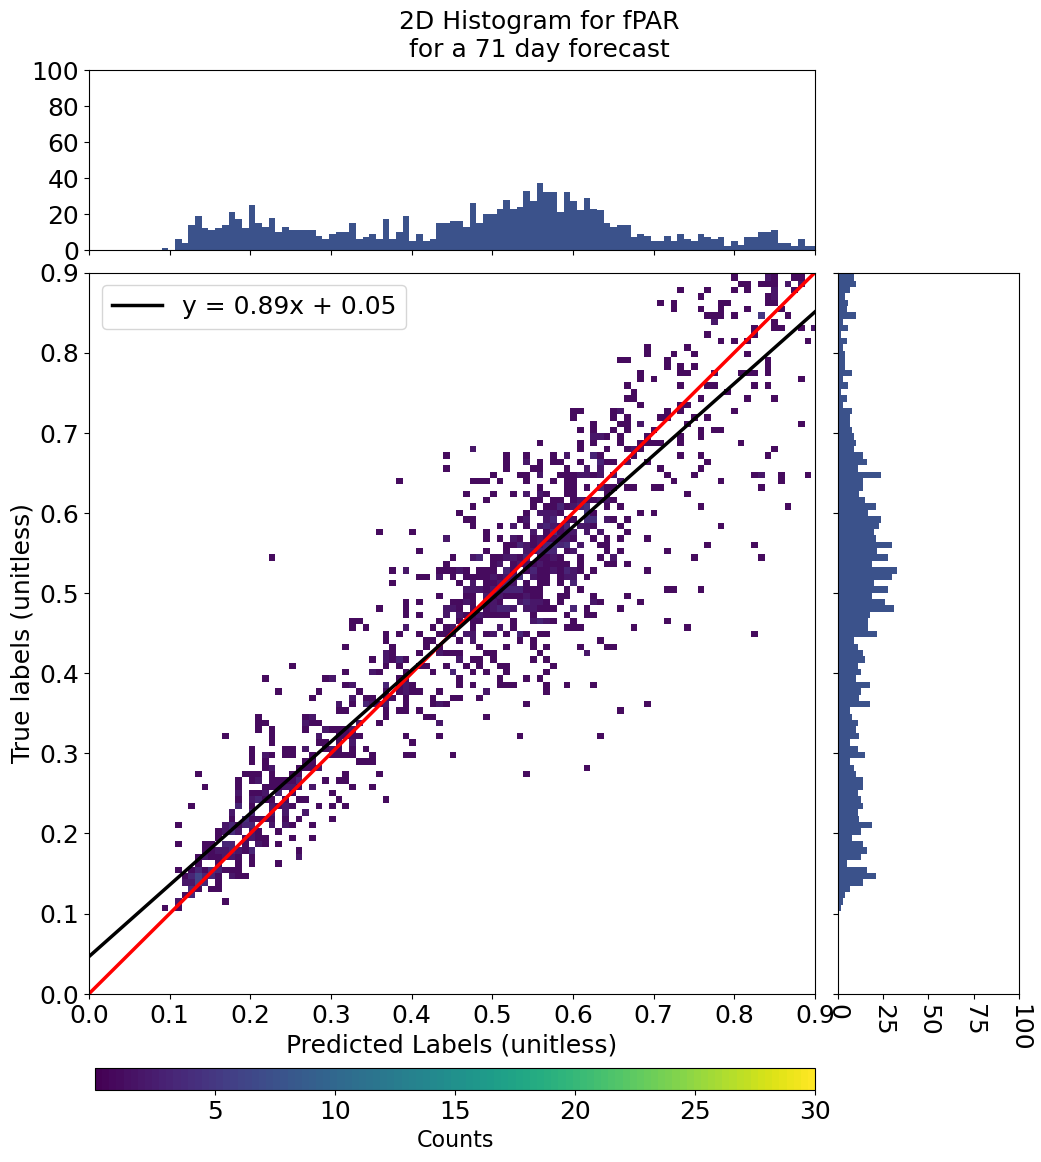 2D Histogram for fPAR
for a 71 day forecast
100
80
60
40
20
0
0.9
0.8
0.7
0.6
0.5
0.4
0.3
0.2
0.1
0.0
y = 0.89x + 0.05
True labels (unitless)
0.0 0.1 0.2 0.3 0.4 0.5 0.6 0.7 0.8 0.9
Predicted Labels (unitless)
0 25 50 75 100
5 10 15 20 25 30
Counts